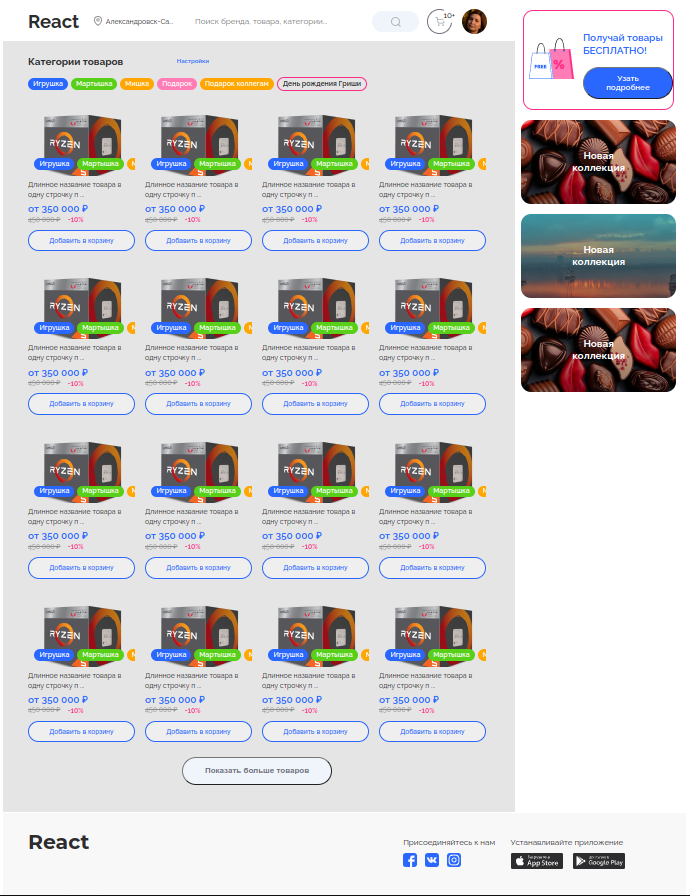 React
Александровск-Са..
Поиск бренда, товара, категории...
10+
Категории товаров
Настройки
Игрушка
Мартышка
Мишка
Подарок
Подарок коллегам
День рождения Гриши
RYZEN
Игрушка Мартышка
RYZEN
Игрушка Мартышка
RYZEN
Игрушка Мартышка
RYZEN
Игрушка Мартышка
Длинное название товара в
одну строчку п ...
от 350 000 ₽
450 000 ₽ -10%
Добавить в корзину
Длинное название товара в
одну строчку п ...
от 350 000 ₽
450 000 ₽ -10%
Добавить в корзину
Длинное название товара в
одну строчку п ...
от 350 000 ₽
450 000 ₽ -10%
Добавить в корзину
Длинное название товара в
одну строчку п ...
от 350 000 ₽
450 000 ₽ -10%
Добавить в корзину
RYZEN
Игрушка Мартышка
RYZEN
Игрушка Мартышка
RYZEN
Игрушка Мартышка
RYZEN
Игрушка Мартышка
Длинное название товара в
одну строчку п ...
от 350 000 ₽
450 000 ₽ -10%
Добавить в корзину
Длинное название товара в
одну строчку п ...
от 350 000 ₽
450 000 ₽ -10%
Добавить в корзину
Длинное название товара в
одну строчку п ...
от 350 000 ₽
450 000 ₽ -10%
Добавить в корзину
Длинное название товара в
одну строчку п ...
от 350 000 ₽
450 000 ₽ -10%
Добавить в корзину
RYZEN
Игрушка Мартышка
RYZEN
Игрушка Мартышка
RYZEN
Игрушка Мартышка
RYZEN
Игрушка Мартышка
Длинное название товара в
одну строчку п ...
от 350 000 ₽
450 000 ₽ -10%
Добавить в корзину
Длинное название товара в
одну строчку п ...
от 350 000 ₽
450 000 ₽ -10%
Добавить в корзину
Длинное название товара в
одну строчку п ...
от 350 000 ₽
450 000 ₽ -10%
Добавить в корзину
Длинное название товара в
одну строчку п ...
от 350 000 ₽
450 000 ₽ -10%
Добавить в корзину
RYZEN
Игрушка Мартышка
RYZEN
Игрушка Мартышка
RYZEN
Игрушка Мартышка
RYZEN
Игрушка Мартышка
Длинное название товара в
одну строчку п ...
от 350 000 ₽
450 000 ₽ -10%
Добавить в корзину
Длинное название товара в
одну строчку п ...
от 350 000 ₽
450 000 ₽ -10%
Добавить в корзину
Длинное название товара в
одну строчку п ...
от 350 000 ₽
450 000 ₽ -10%
Добавить в корзину
Длинное название товара в
одну строчку п ...
от 350 000 ₽
450 000 ₽ -10%
Добавить в корзину
Показать больше товаров
FREE
%
Получай товары
БЕСПЛАТНО!
Узать
подробнее
Новая
коллекция
Новая
коллекция
Новая
коллекция
React
Присоединяйтесь к нам
Устанавливайте приложение
App Store
Google Play